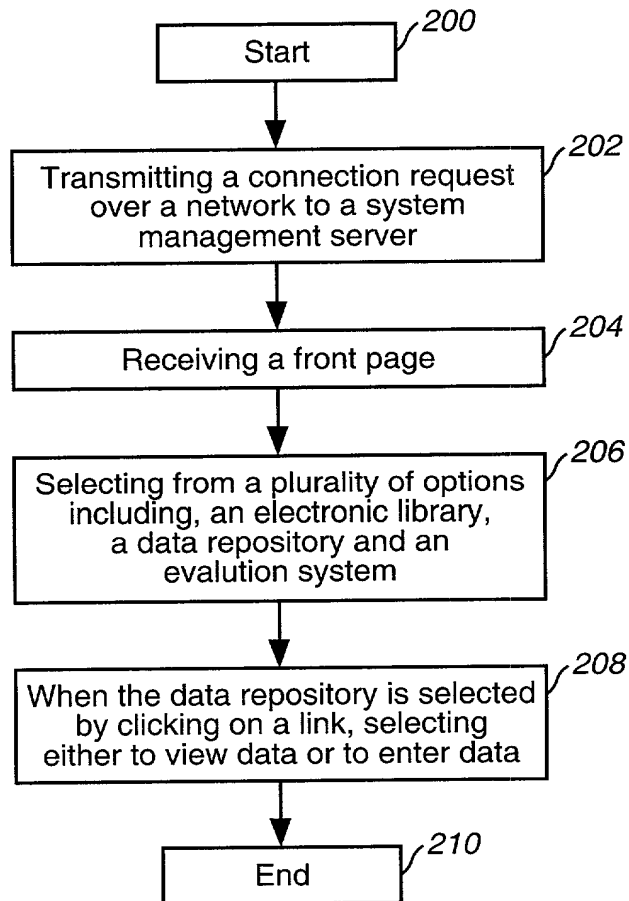 200
Start
202
Transmitting a connection request
over a network to a system
management server
204
Receiving a front page
206
Selecting from a plurality of options
including, an electronic library,
a data repository and an
evalution system
208
When the data repository is selected
by clicking on a link, selecting
either to view data or to enter data
210
End